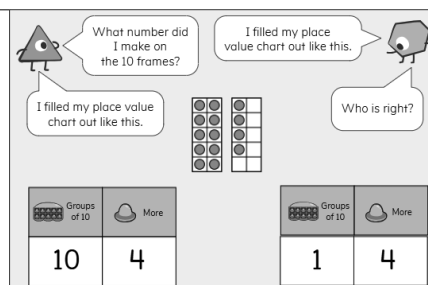 What number did
I make on
the 10 frames?
I filled my place
value chart out like this.
I filled my place value
chart out like this.
Who is right?
Groups
of 10
More
10
4
Groups
of 10
More
1
4